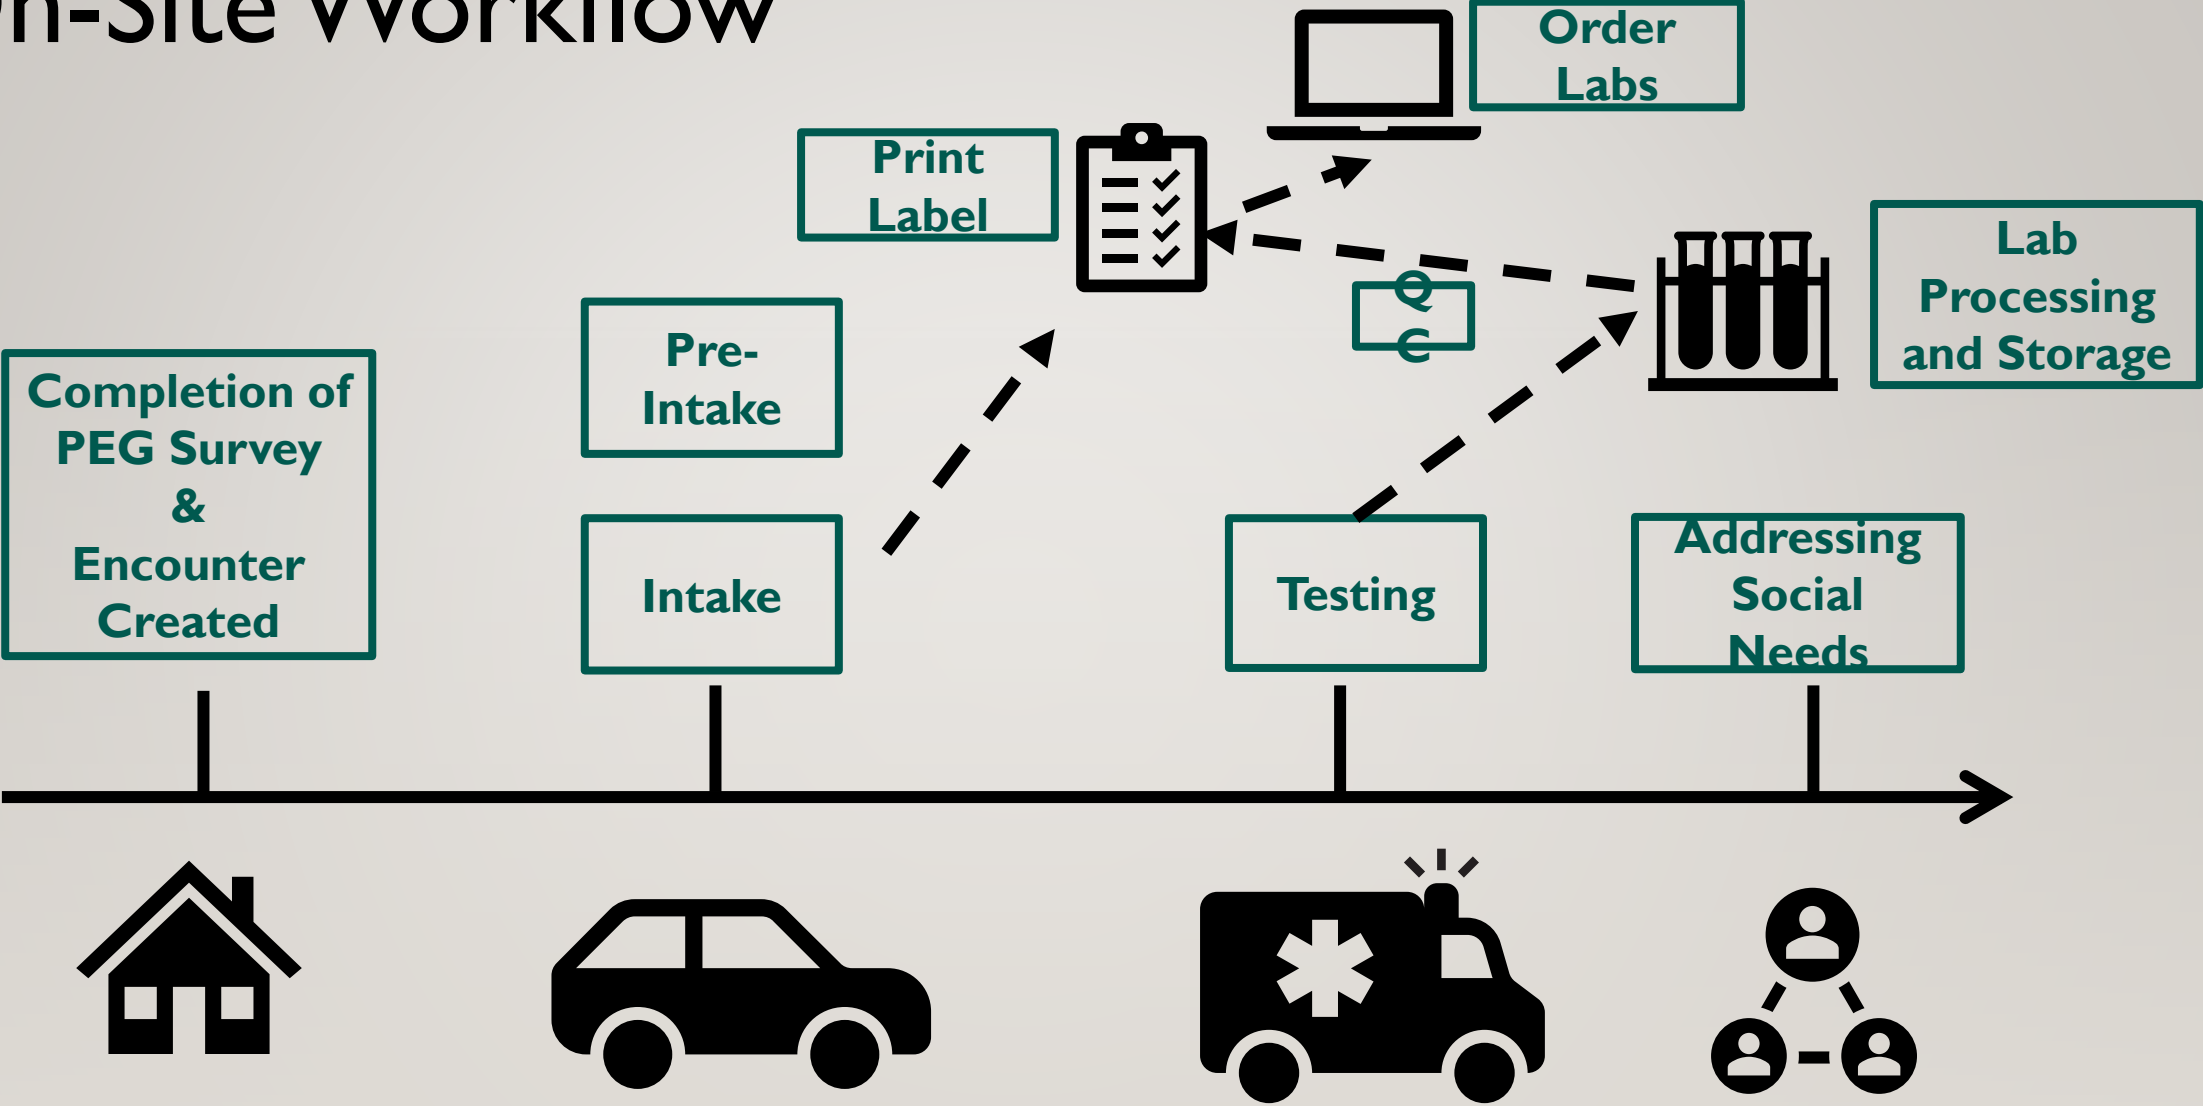 On-Site Workflow
Order
Labs
Print
Label
Lab
Processing
and Storage
Q
C
Pre-
Intake
Completion of
PEG Survey
&
Encounter
Created
Intake
Testing
Addressing
Social
Needs